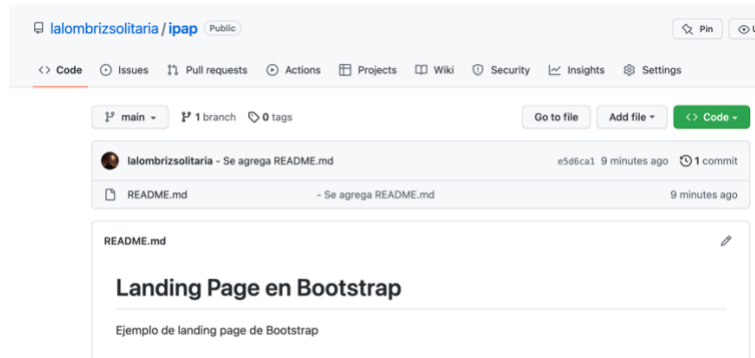 lalombrizsolitaria / ipap Public Pin
Code Issues Pull requests Actions Projects Wiki Security Insights Settings
main 1 branch 0 tags Go to file Add file Code
lalombrizsolitaria - Se agrega README.md e5d6ca1 9 minutes ago 1 commit
README.md - Se agrega README.md 9 minutes ago
README.md
Landing Page en Bootstrap
Ejemplo de landing page de Bootstrap